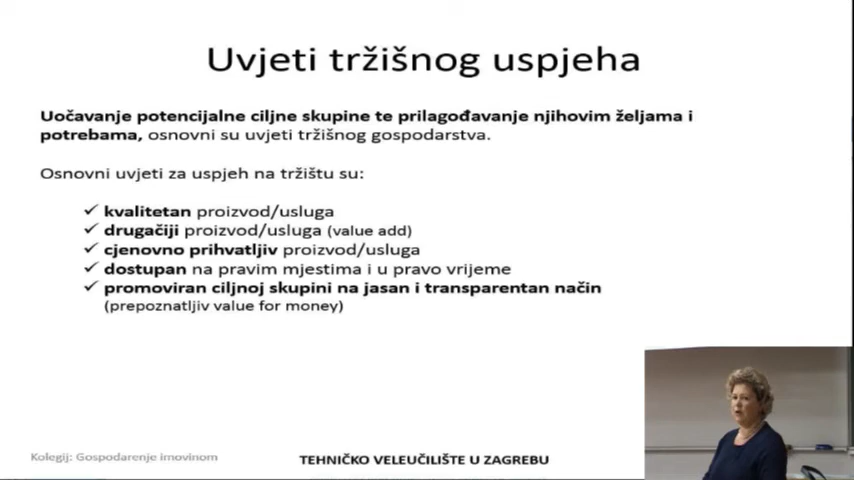 Uvjeti tržišnog uspjeha
Uočavanje potencijalne ciljne skupine te prilagođavanje njihovim željama i
potrebama, osnovni su uvjeti tržišnog gospodarstva.
Osnovni uvjeti za uspjeh na tržištu su:
✓ kvalitetan proizvod/usluga
✓ drugačiji proizvod/usluga (value add)
✓ cjenovno prihvatljiv proizvod/usluga
✓ dostupan na pravim mjestima i u pravo vrijeme
✓ promoviran ciljnoj skupini na jasan i transparentan način
(prepoznatljiv value for money)
Kolegij: Gospodarenje imovinom
TEHNIČKO VELEUČILIŠTE U ZAGREBU